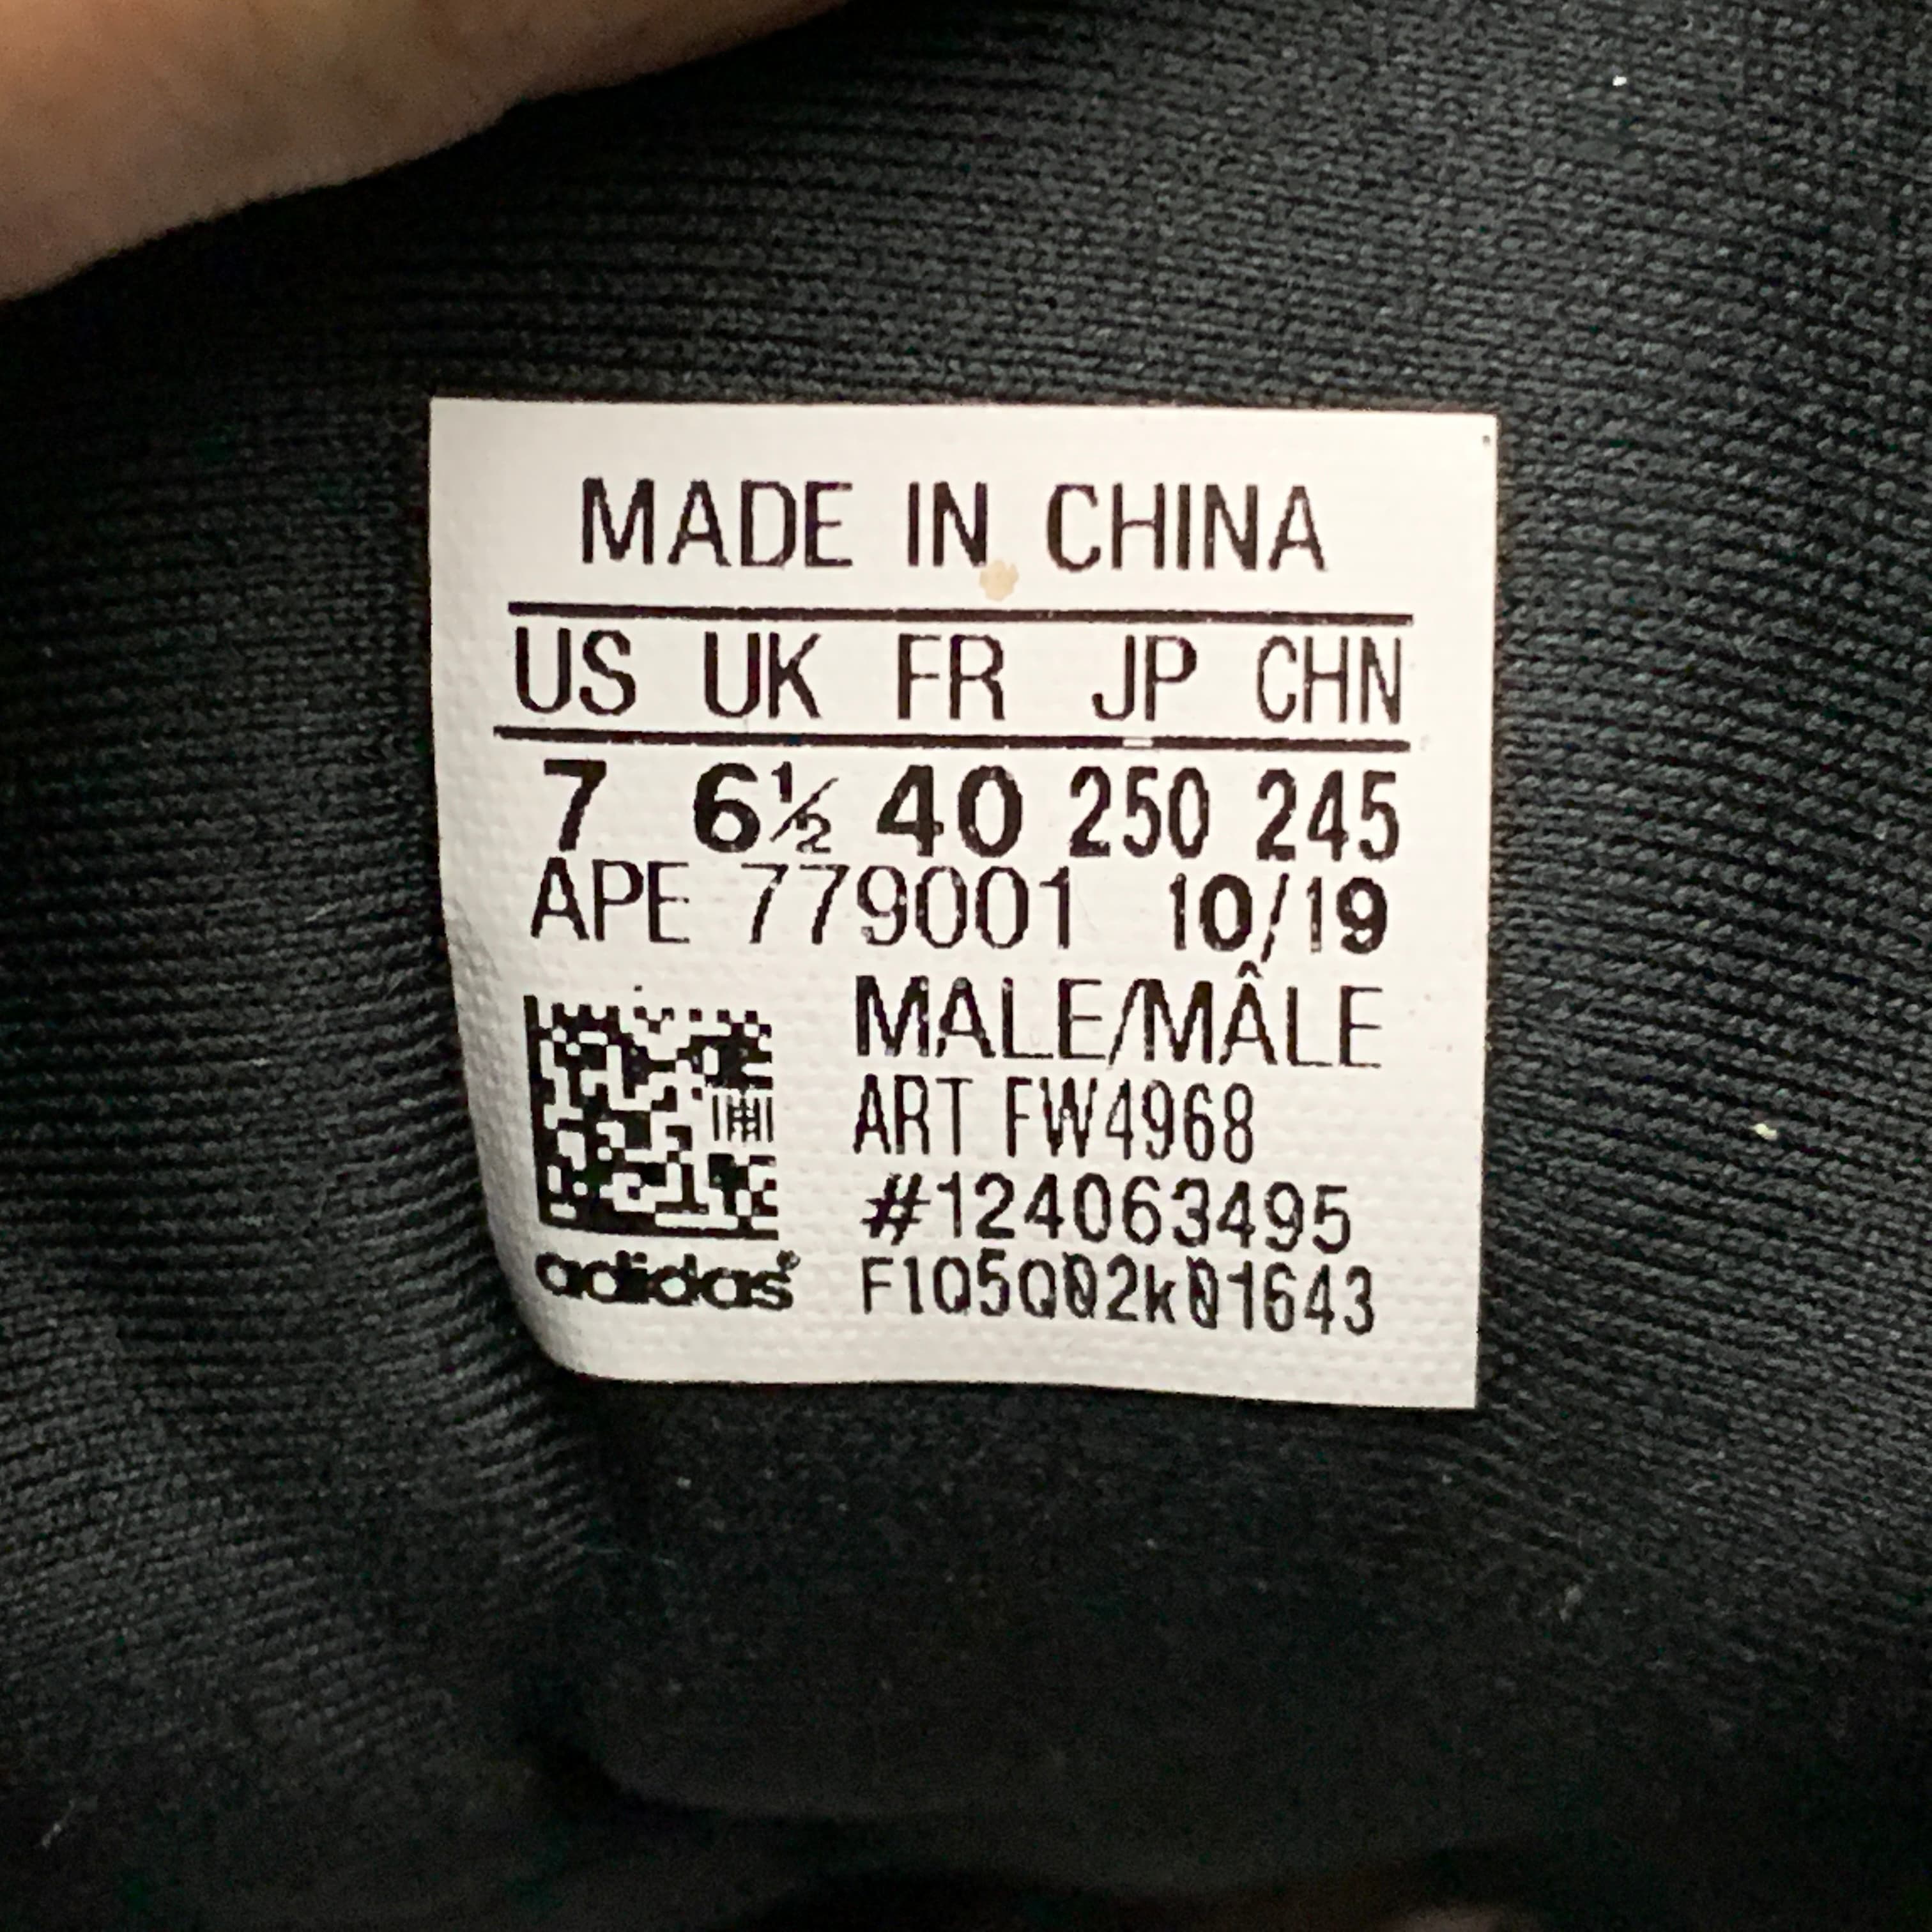 MADE IN CHINA
US UK FR JP CHN
7 6½ 40 250 245
APE 779001 10/19
MALE/MÂLE
ART FW4968
#124063495
adidas® F1Q5Q02k01643